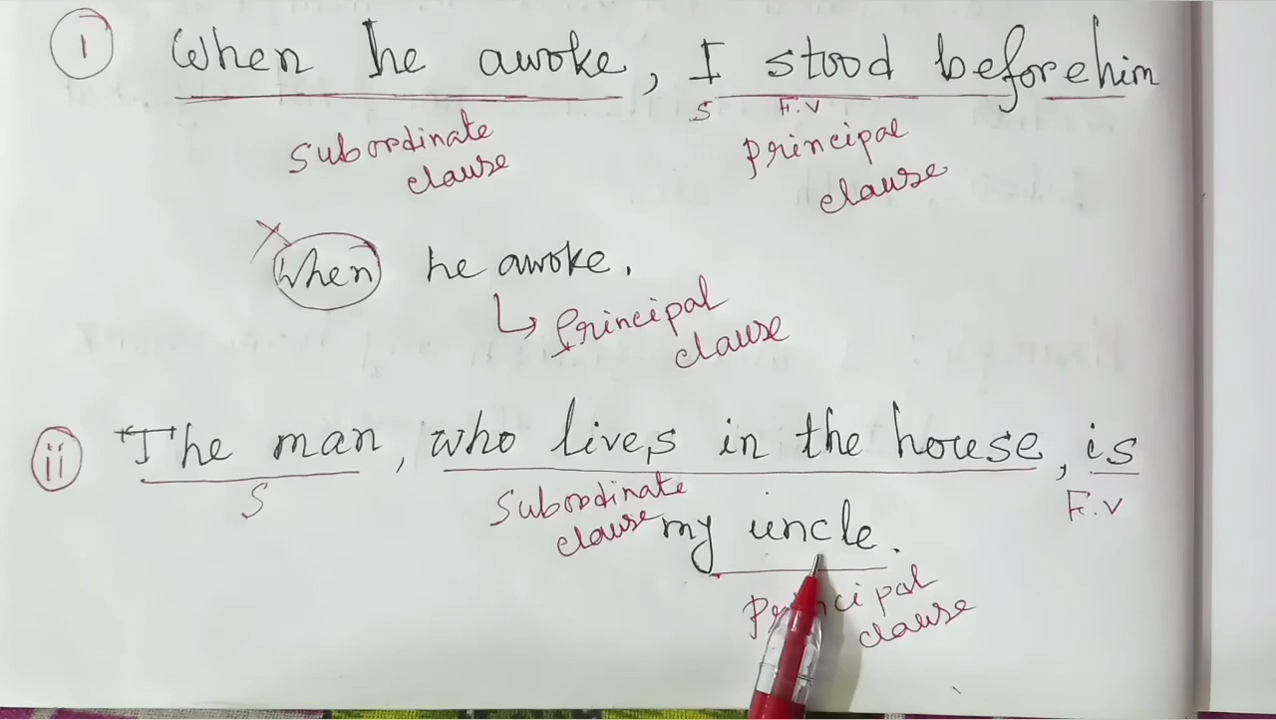 i When he awoke, I stood before him
S F.V
Subordinate clause
Principal clause
X When he awoke.
↳ Principal clause
ii The man, who lives in the house, is
S
Subordinate clause
F.V
my uncle.
Principal clause